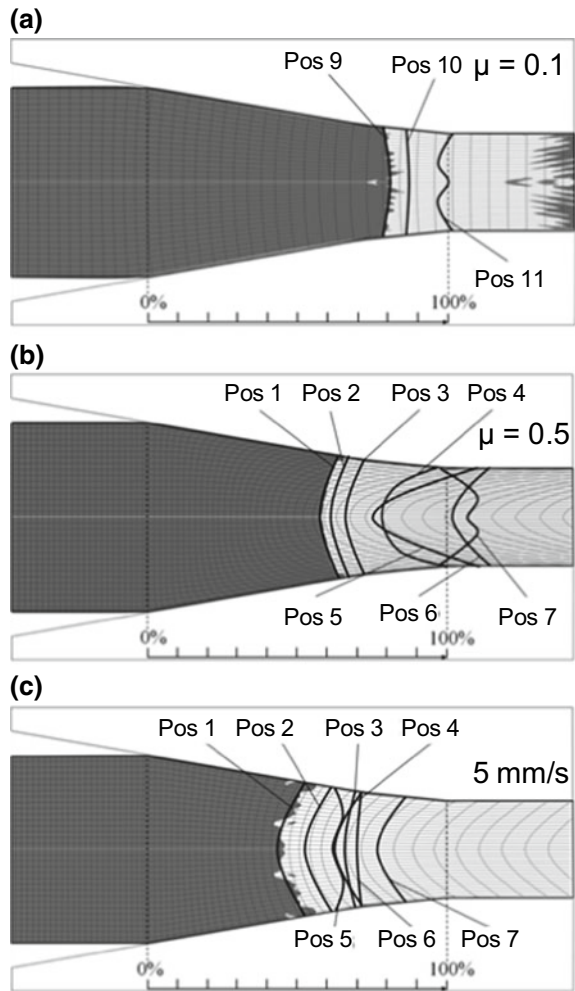 (a)
Pos 9
Pos 10
μ = 0.1
Pos 11
0%
100%
(b)
Pos 1
Pos 2
Pos 3
Pos 4
μ = 0.5
Pos 5
Pos 6
Pos 7
0%
100%
(c)
Pos 1
Pos 2
Pos 3
Pos 4
5 mm/s
Pos 5
Pos 6
Pos 7
0%
100%